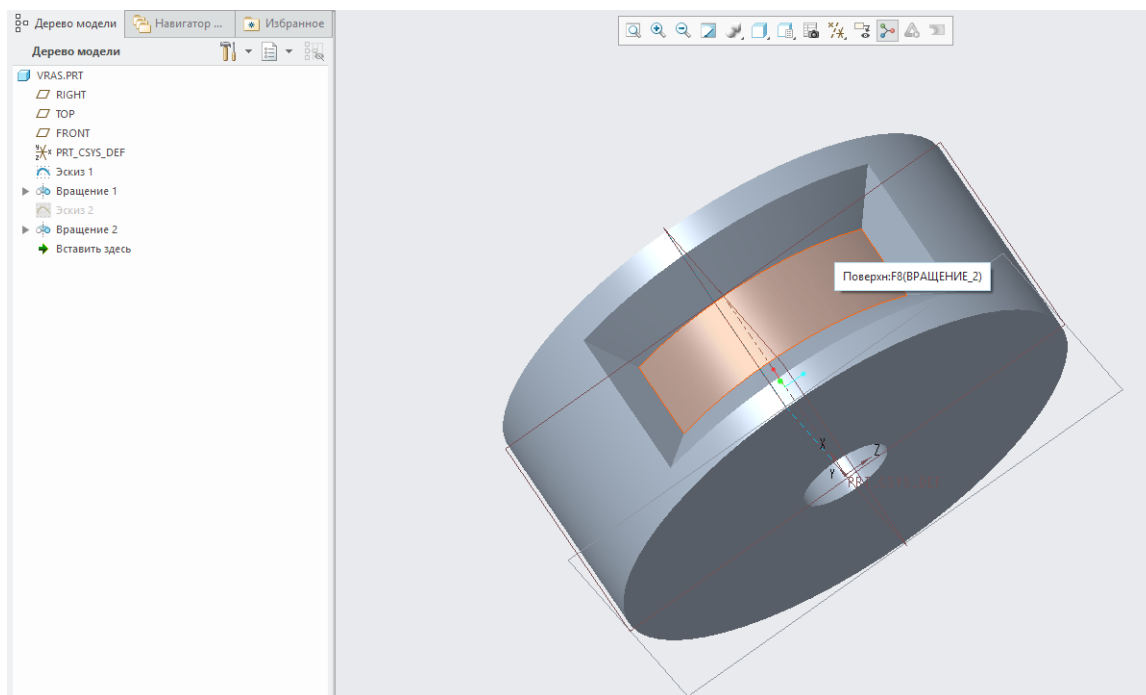 Дерево модели Навигатор ... Избранное
Дерево модели
VRAS.PRT
RIGHT
TOP
FRONT
PRT_CSYS_DEF
Эскиз 1
Вращение 1
Эскиз 2
Вращение 2
Вставить здесь
Поверхн:F8(ВРАЩЕНИЕ_2)
X
Z
Y